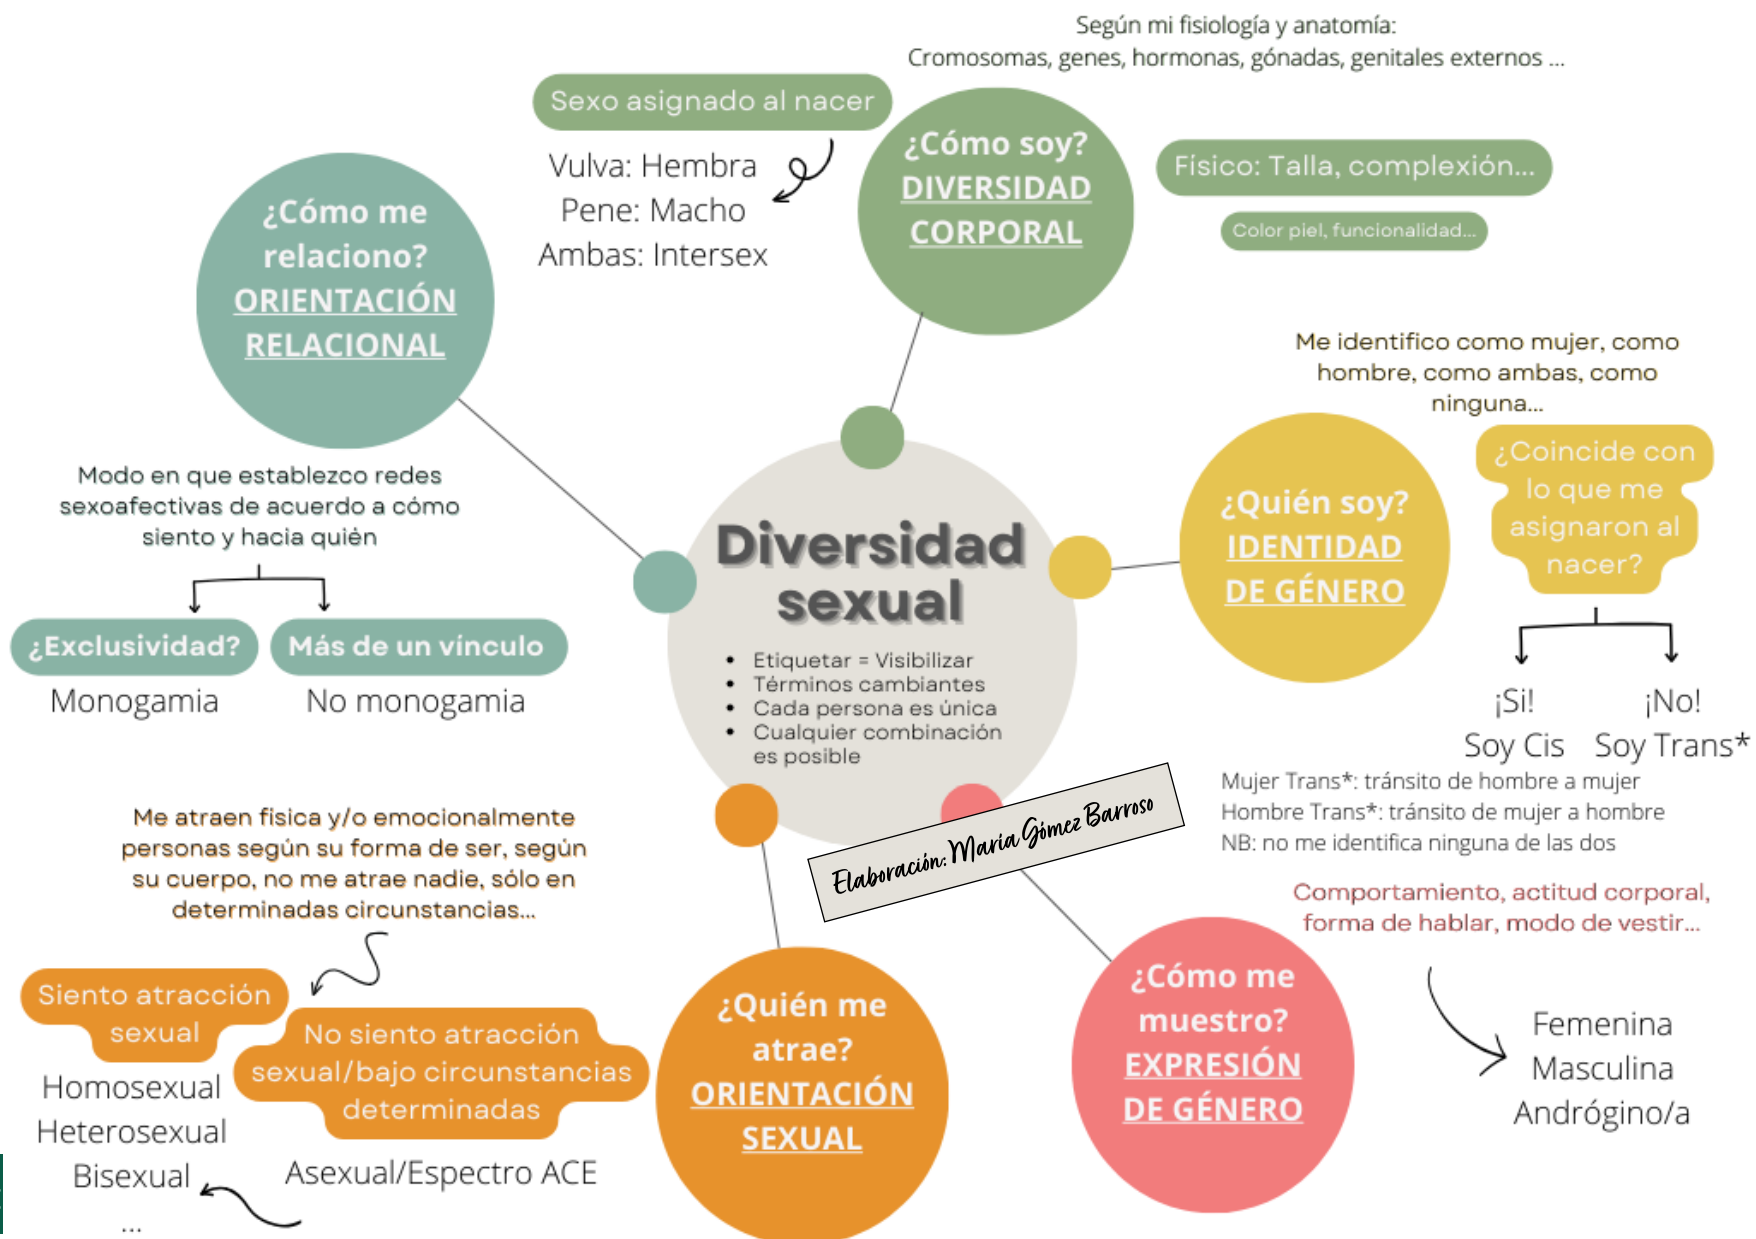 Según mi fisiología y anatomía:
Cromosomas, genes, hormonas, gónadas, genitales externos ...
Sexo asignado al nacer
Vulva: Hembra
Pene: Macho
Ambas: Intersex
¿Cómo soy?
DIVERSIDAD
CORPORAL
Físico: Talla, complexión...
Color piel, funcionalidad...
¿Cómo me
relaciono?
ORIENTACIÓN
RELACIONAL
Modo en que establezco redes
sexoafectivas de acuerdo a cómo
siento y hacia quién
¿Exclusividad?
Monogamia
Más de un vínculo
No monogamia
Diversidad
sexual
• Etiquetar = Visibilizar
• Términos cambiantes
• Cada persona es única
• Cualquier combinación
es posible
Elaboración: María Gómez Barroso
Me identifico como mujer, como
hombre, como ambas, como
ninguna...
¿Quién soy?
IDENTIDAD
DE GÉNERO
¿Coincide con
lo que me
asignaron al
nacer?
¡Si!
Soy Cis
¡No!
Soy Trans*
Mujer Trans*: tránsito de hombre a mujer
Hombre Trans*: tránsito de mujer a hombre
NB: no me identifica ninguna de las dos
Comportamiento, actitud corporal,
forma de hablar, modo de vestir...
¿Cómo me
muestro?
EXPRESIÓN
DE GÉNERO
Femenina
Masculina
Andrógino/a
Me atraen fisica y/o emocionalmente
personas según su forma de ser, según
su cuerpo, no me atrae nadie, sólo en
determinadas circunstancias...
Siento atracción
sexual
Homosexual
Heterosexual
Bisexual
...
No siento atracción
sexual/bajo circunstancias
determinadas
Asexual/Espectro ACE
¿Quién me
atrae?
ORIENTACIÓN
SEXUAL